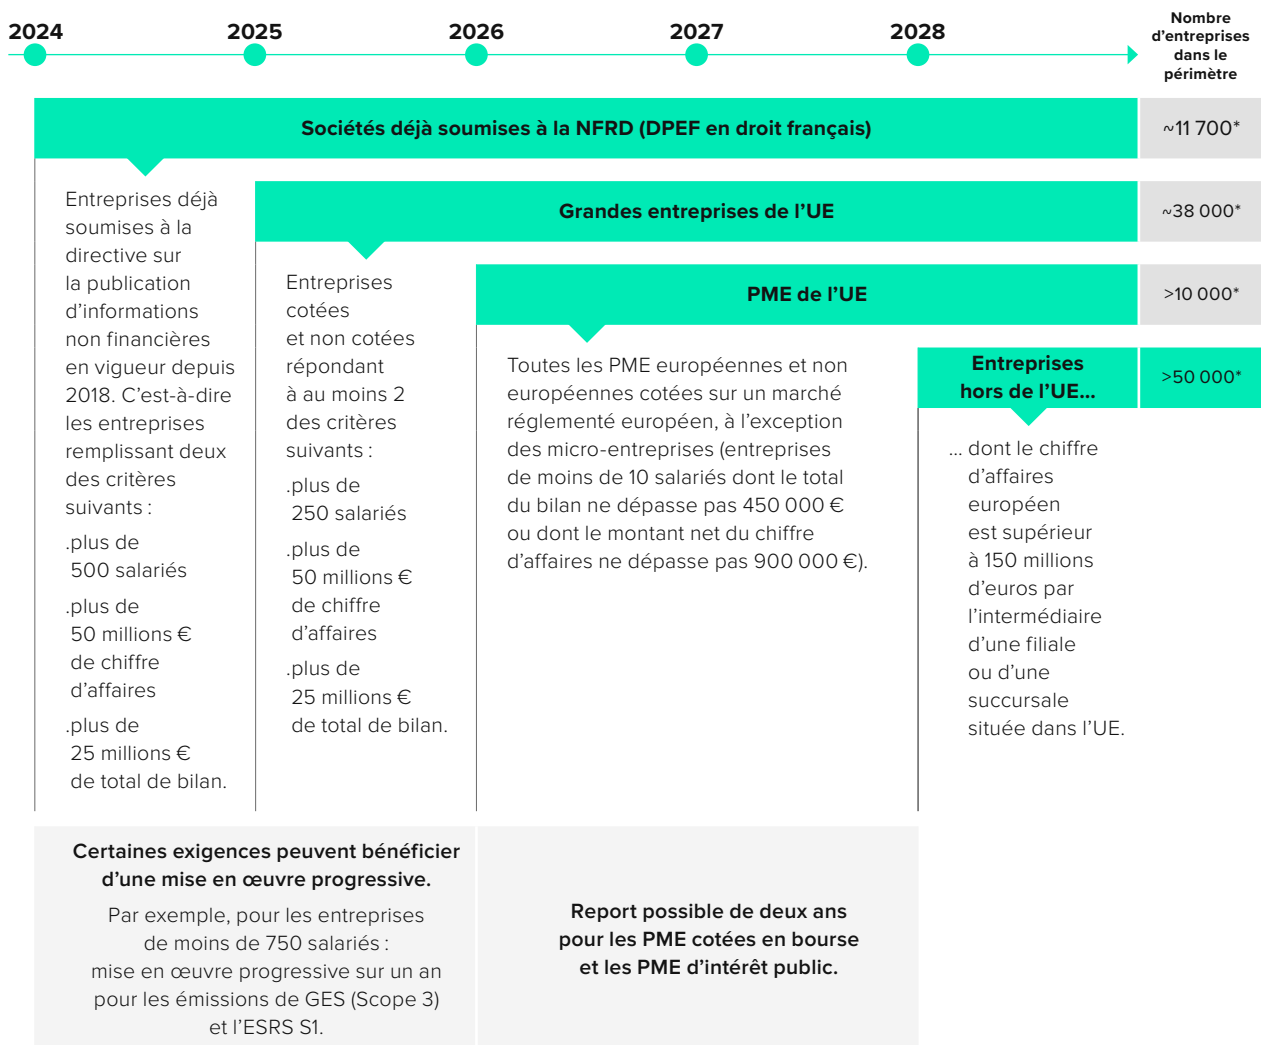 2024
2025
2026
2027
2028
Nombre
d’entreprises
dans le
périmètre
Sociétés déjà soumises à la NFRD (DPEF en droit français)
~11 700*
Entreprises déjà
soumises à la
directive sur
la publication
d’informations
non financières
en vigueur depuis
2018. C’est-à-dire
les entreprises
remplissant deux
des critères
suivants :
.plus de
500 salariés
.plus de
50 millions €
de chiffre
d’affaires
.plus de
25 millions €
de total de bilan.
Grandes entreprises de l’UE
~38 000*
Entreprises
cotées
et non cotées
répondant
à au moins 2
des critères
suivants :
.plus de
250 salariés
.plus de
50 millions €
de chiffre
d’affaires
.plus de
25 millions €
de total de bilan.
PME de l’UE
>10 000*
Toutes les PME européennes et non
européennes cotées sur un marché
réglementé européen, à l’exception
des micro-entreprises (entreprises
de moins de 10 salariés dont le total
du bilan ne dépasse pas 450 000 €
ou dont le montant net du chiffre
d’affaires ne dépasse pas 900 000 €).
Entreprises
hors de l’UE...
>50 000*
... dont le chiffre
d’affaires
européen
est supérieur
à 150 millions
d’euros par
l’intermédiaire
d’une filiale
ou d’une
succursale
située dans l’UE.
Certaines exigences peuvent bénéficier
d’une mise en œuvre progressive.
Par exemple, pour les entreprises
de moins de 750 salariés :
mise en œuvre progressive sur un an
pour les émissions de GES (Scope 3)
et l’ESRS S1.
Report possible de deux ans
pour les PME cotées en bourse
et les PME d’intérêt public.